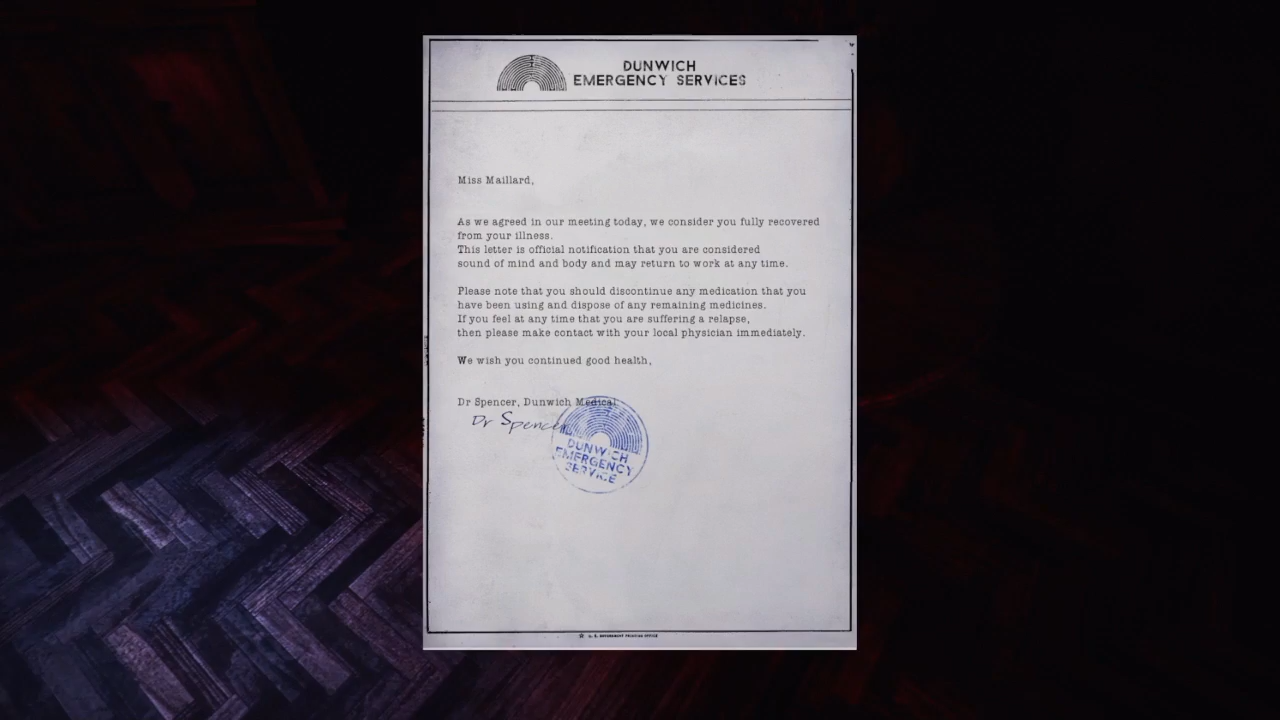 DUNWICH
EMERGENCY SERVICES
Miss Maillard,
As we agreed in our meeting today, we consider you fully recovered
from your illness.
This letter is official notification that you are considered
sound of mind and body and may return to work at any time.
Please note that you should discontinue any medication that you
have been using and dispose of any remaining medicines.
If you feel at any time that you are suffering a relapse,
then please make contact with your local physician immediately.
We wish you continued good health,
Dr Spencer, Dunwich Medical
Dr Spencer
DUNWICH
EMERGENCY
SERVICE
U. S. GOVERNMENT PRINTING OFFICE